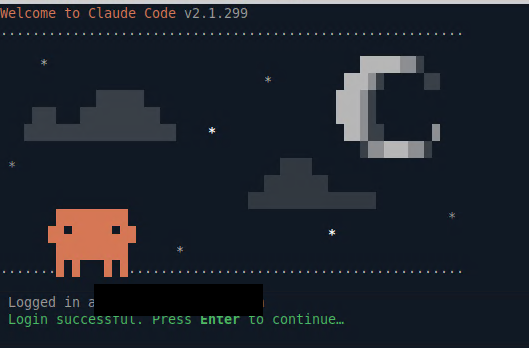 Welcome to Claude Code v2.1.299
Logged in
Login successful. Press Enter to continue…